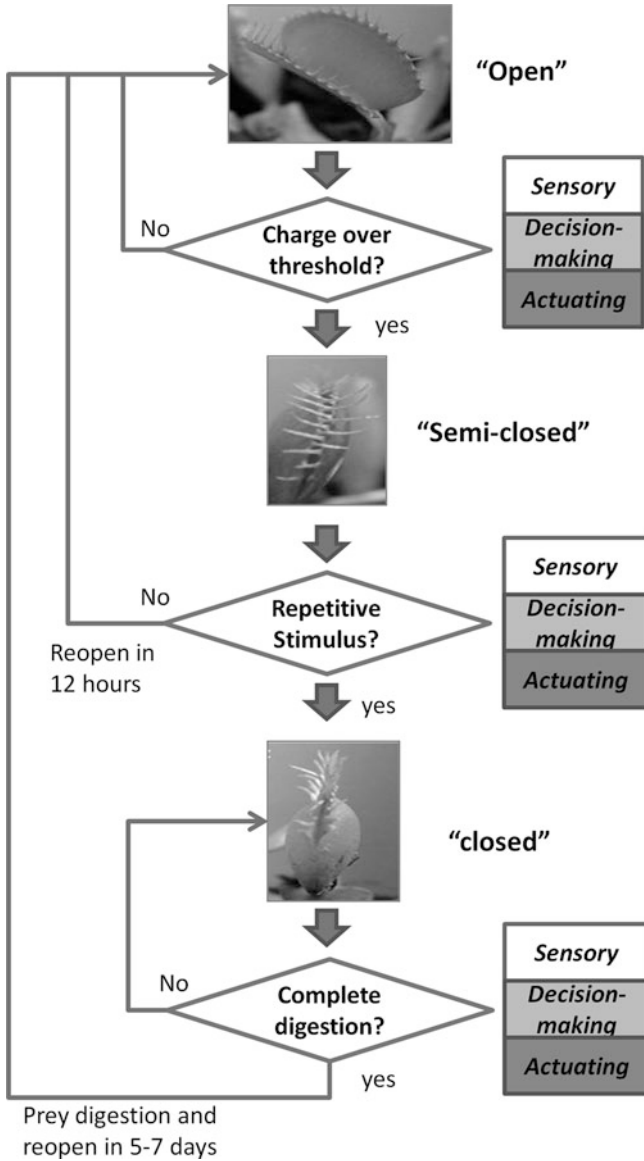 “Open”
Sensory
Decision-
making
Actuating
No
Charge over
threshold?
yes
“Semi-closed”
Sensory
Decision-
making
Actuating
No
Repetitive
Stimulus?
Reopen in
12 hours
yes
“closed”
Sensory
Decision-
making
Actuating
No
Complete
digestion?
yes
Prey digestion and
reopen in 5-7 days